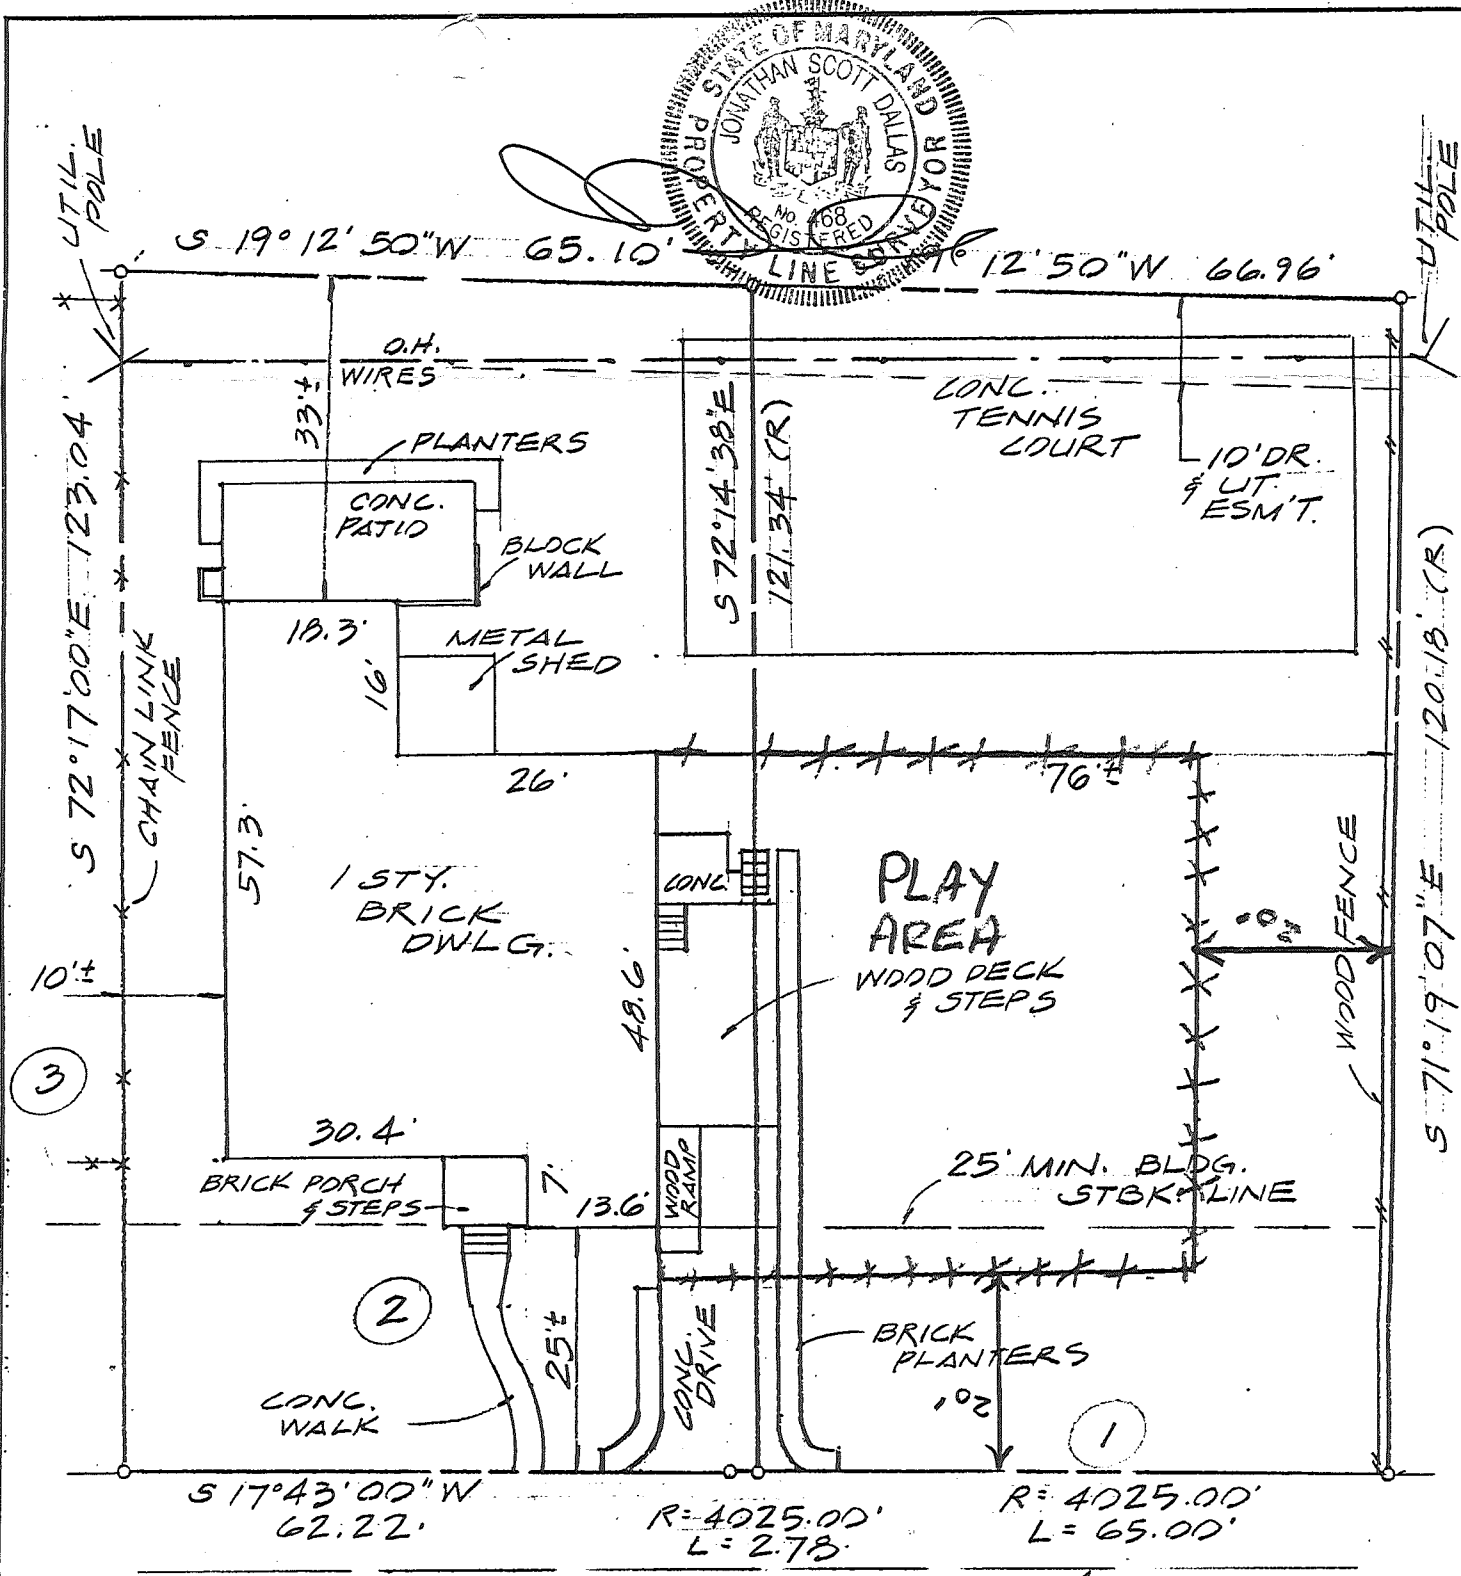 STATE OF MARYLAND
JONATHAN SCOTT DALLAS
No. 468
REGISTERED
PROPERTY LINE SURVEYOR
UTIL.
POLE
UTIL.
POLE
S 19° 12' 50" W 65.10'
12' 50" W 66.96'
O.H.
WIRES
33'±
PLANTERS
CONC.
PATIO
BLOCK
WALL
S 72° 14' 38" E
121.34' (R)
CONC.
TENNIS
COURT
10' DR.
& UT.
ESM'T.
S 72° 17' 00" E 123.04'
CHAIN LINK
FENCE
18.3'
16'
METAL
SHED
26'
76'±
57.3'
1 STY.
BRICK
DWLG.
CONC.
48.6'
PLAY
AREA
WOOD DECK
& STEPS
20'
WOOD FENCE
S 71° 19' 07" E 120.18' (R)
10'±
3
30.4'
BRICK PORCH
& STEPS
7'
13.6'
WOOD
RAMP
25' MIN. BLDG.
STBK. LINE
2
25'±
CONC.
DRIVE
BRICK
PLANTERS
20'
1
CONC.
WALK
S 17° 43' 00" W
62.22'
R= 4025.00'
L= 2.78'
R= 4025.00'
L= 65.00'